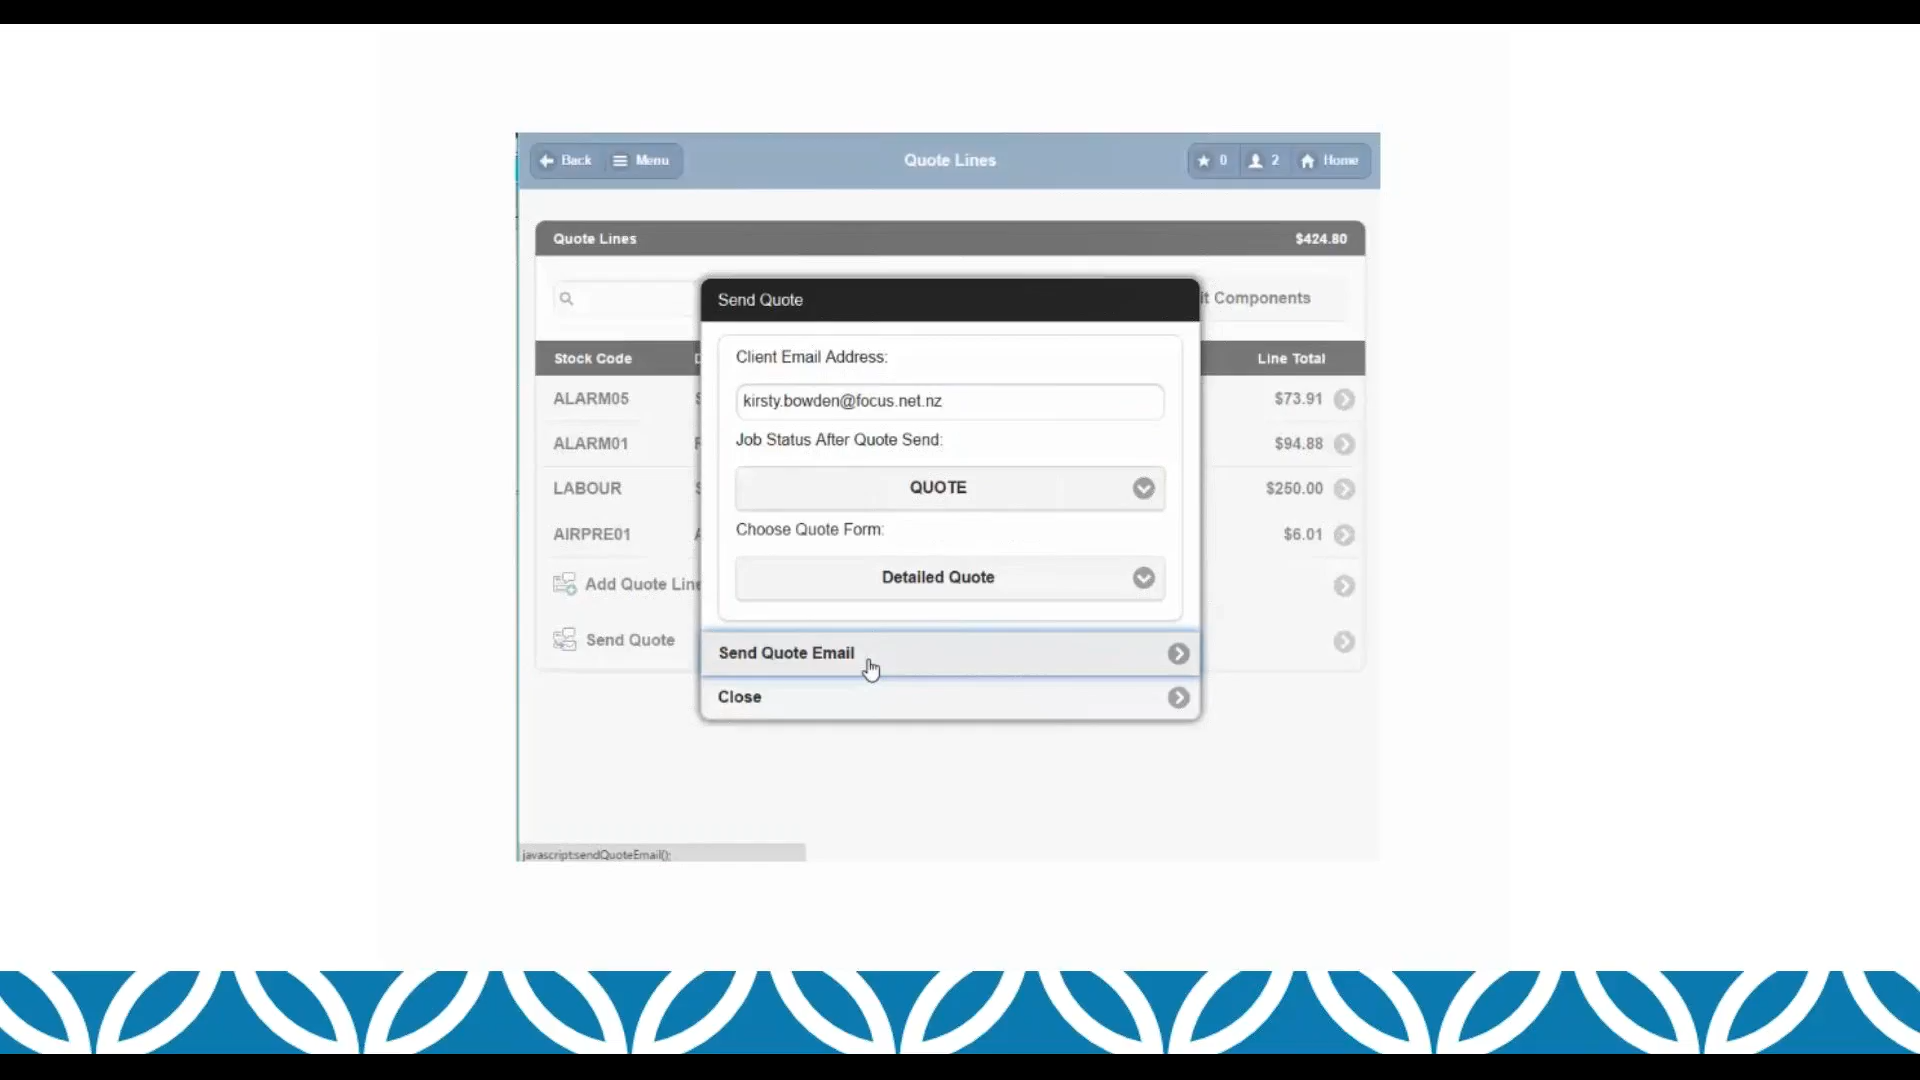 Back Menu Quote Lines 0 2 Home
Quote Lines $424.80
Send Quote
it Components
Client Email Address:
Stock Code Line Total
kirsty.bowden@focus.net.nz
ALARM05 $73.91
Job Status After Quote Send:
ALARM01 $94.88
QUOTE
LABOUR $250.00
Choose Quote Form:
AIRPRE01 $6.01
Detailed Quote
Add Quote Line
Send Quote
Send Quote Email
Close
javascript:sendQuoteEmail();